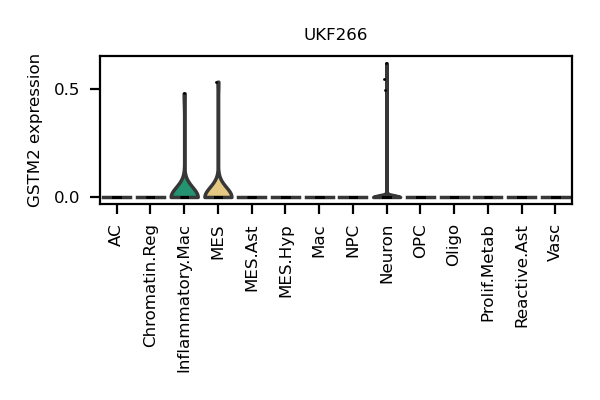 UKF266
GSTM2 expression
0.5
0.0
AC
Chromatin.Reg
Inflammatory.Mac
MES
MES.Ast
MES.Hyp
Mac
NPC
Neuron
OPC
Oligo
Prolif.Metab
Reactive.Ast
Vasc